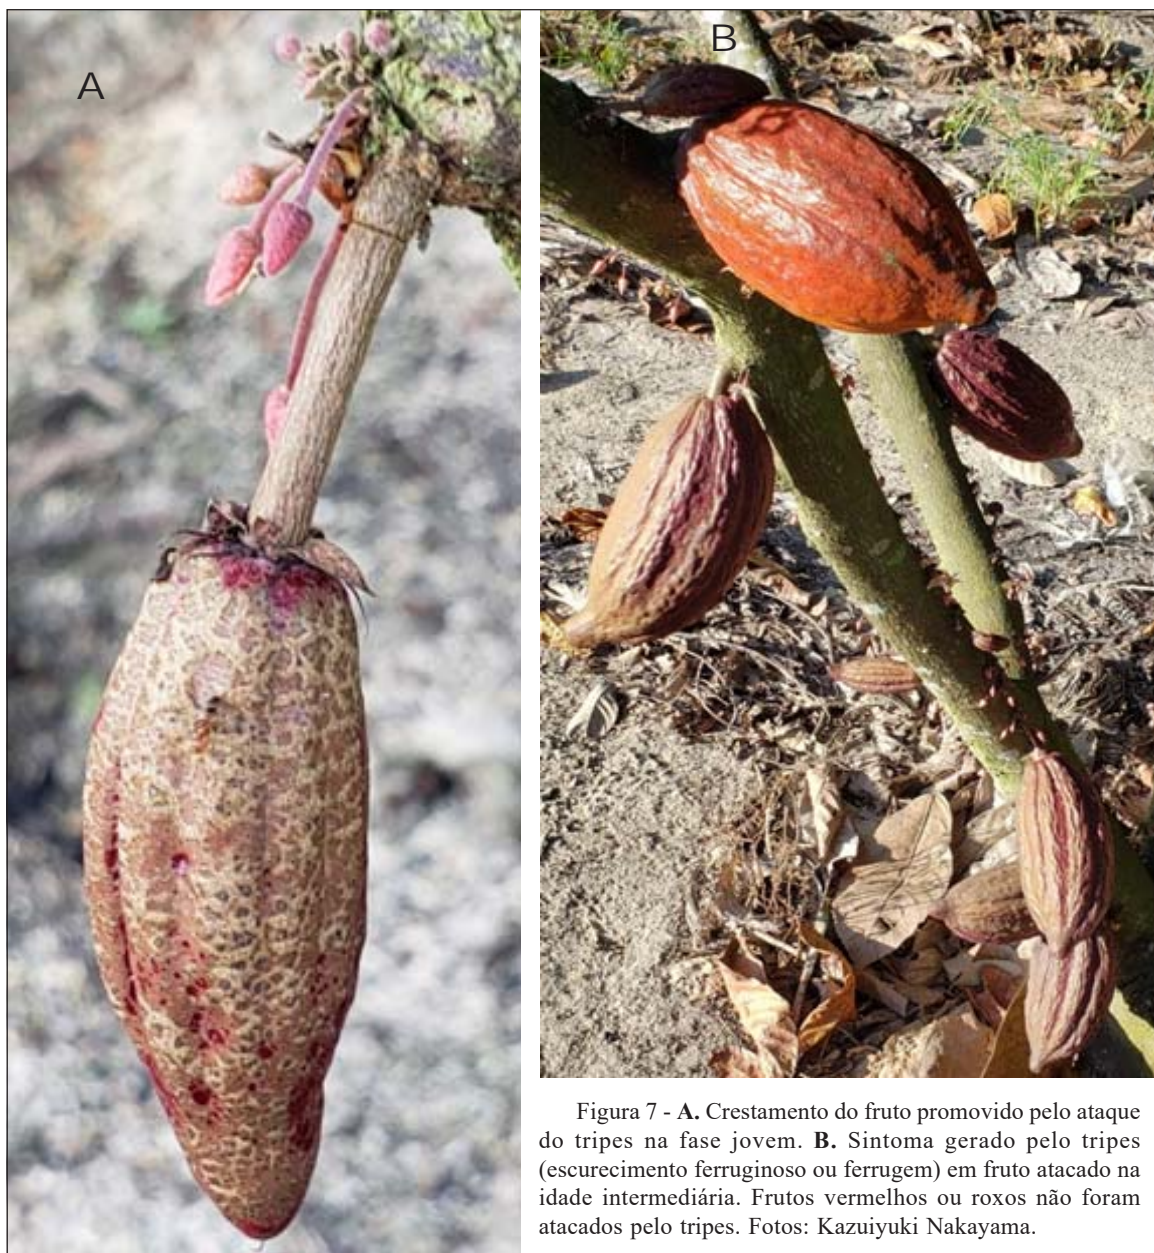 A
B
Figura 7 - A. Crestamento do fruto promovido pelo ataque
do tripes na fase jovem. B. Sintoma gerado pelo tripes
(escurecimento ferruginoso ou ferrugem) em fruto atacado na
idade intermediária. Frutos vermelhos ou roxos não foram
atacados pelo tripes. Fotos: Kazuiyuki Nakayama.